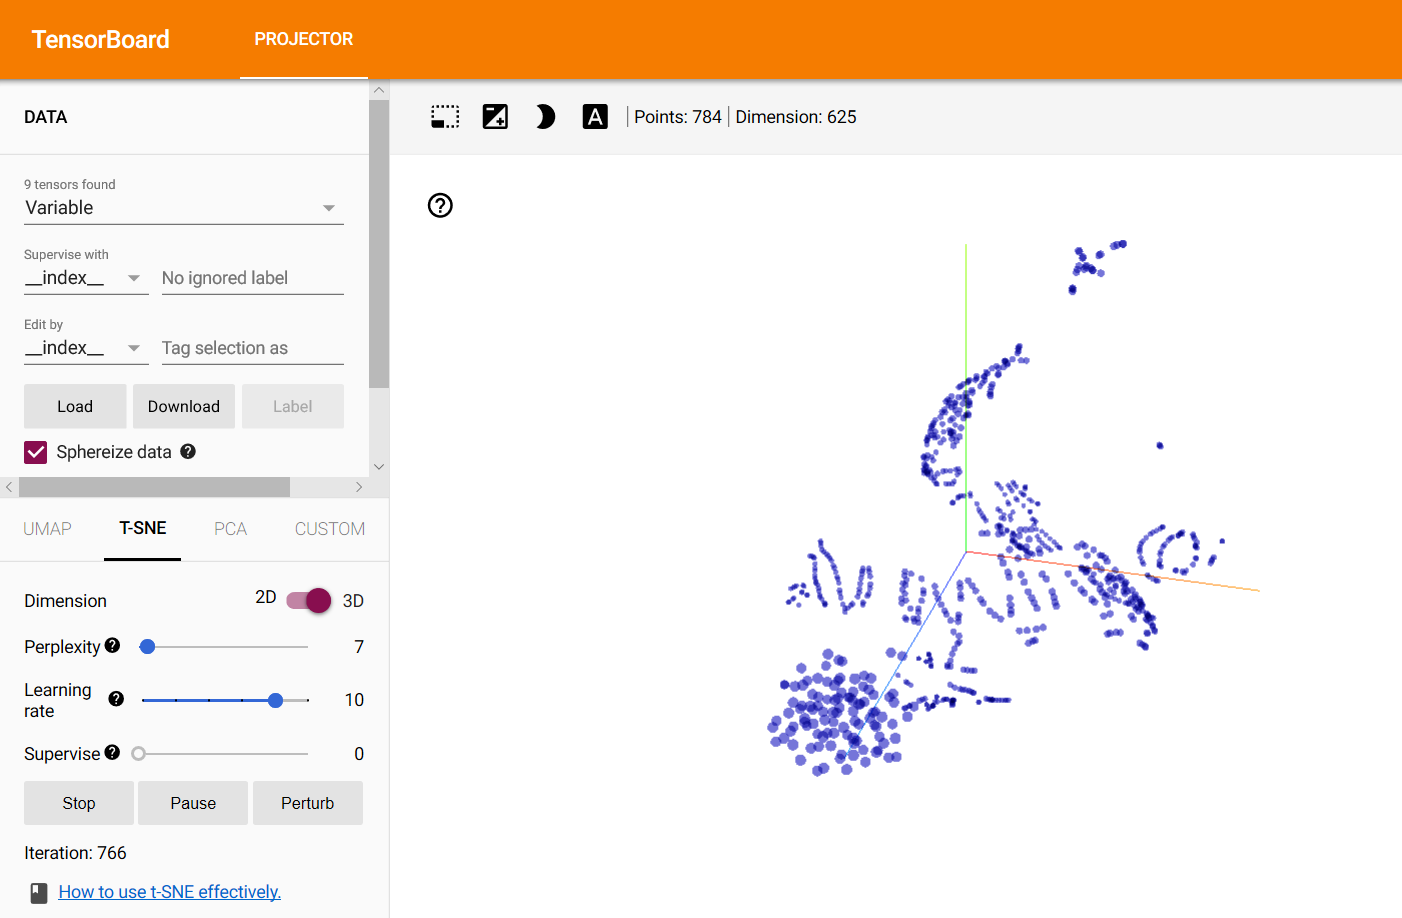 TensorBoard PROJECTOR
DATA
Points: 784 Dimension: 625
9 tensors found
Variable
Supervise with
__index__ No ignored label
Edit by
__index__ Tag selection as
Load Download Label
Sphereize data
UMAP T-SNE PCA CUSTOM
Dimension 2D 3D
Perplexity 7
Learning
rate 10
Supervise 0
Stop Pause Perturb
Iteration: 766
How to use t-SNE effectively.